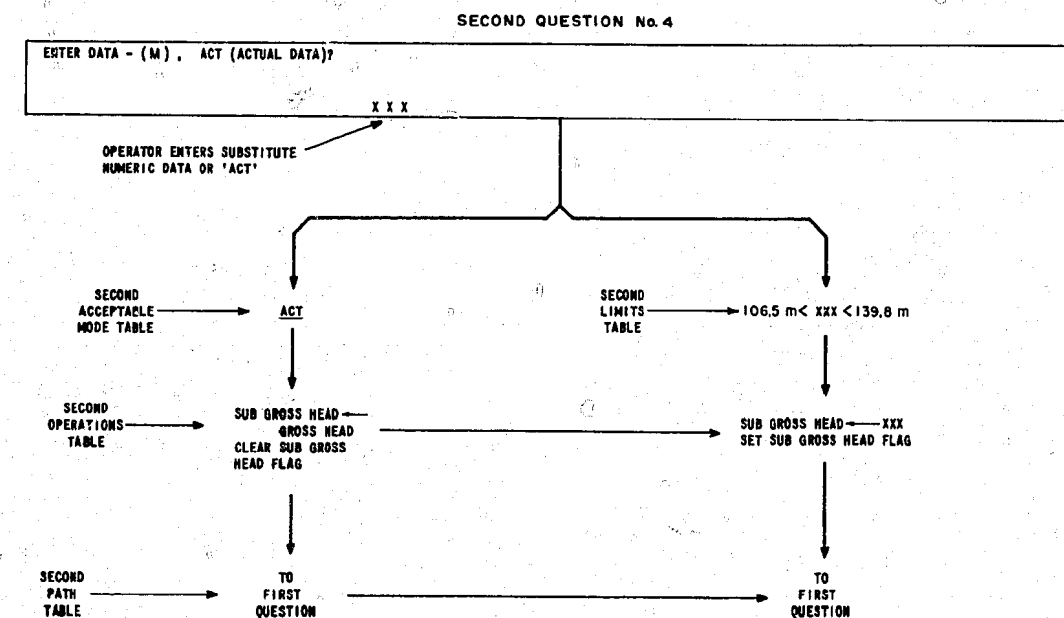 SECOND QUESTION No. 4
ENTER DATA - (M) , ACT (ACTUAL DATA)?
X X X
OPERATOR ENTERS SUBSTITUTE
NUMERIC DATA OR 'ACT'
SECOND
ACCEPTABLE
MODE TABLE
ACT
SECOND
LIMITS
TABLE
106,5 m< xxx <139,8 m
SECOND
OPERATIONS
TABLE
SUB GROSS HEAD
GROSS HEAD
CLEAR SUB GROSS
HEAD FLAG
SUB GROSS HEAD XXX
SET SUB GROSS HEAD FLAG
SECOND
PATH
TABLE
TO
FIRST
QUESTION
TO
FIRST
QUESTION